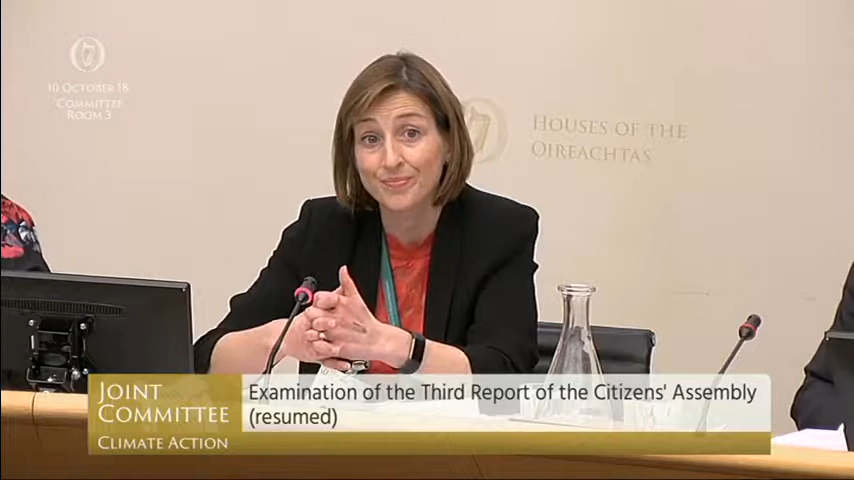 10 October 18
Committee
Room 3
Houses of the
Oireachtas
Joint
Committee
Climate Action
Examination of the Third Report of the Citizens' Assembly
(resumed)